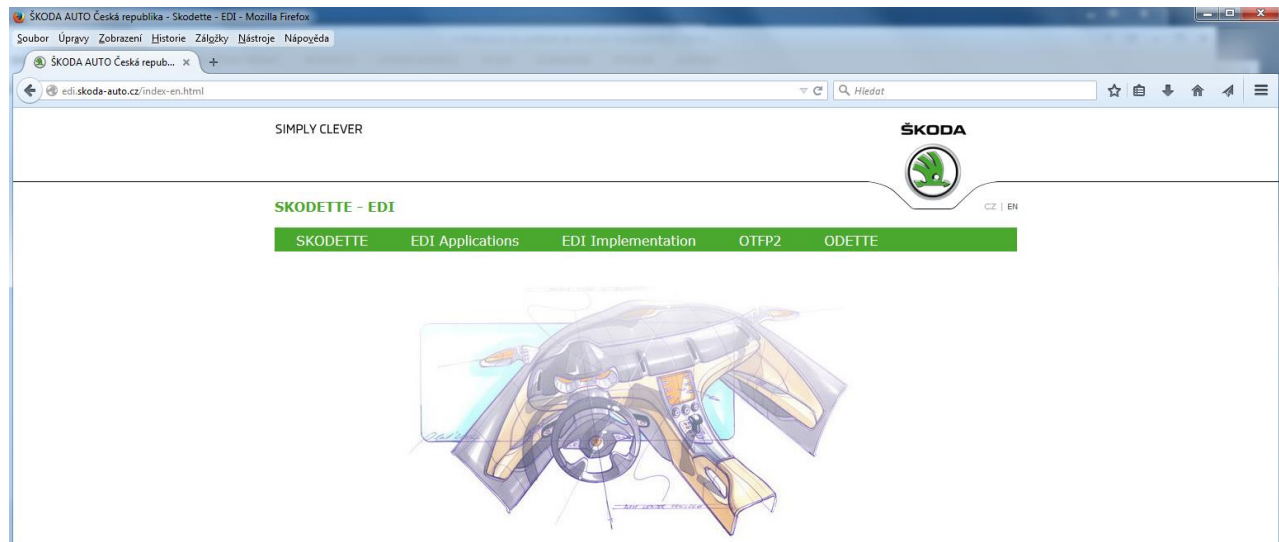 ŠKODA AUTO Česká republika - Skodette - EDI - Mozilla Firefox
Soubor Úpravy Zobrazení Historie Záložky Nástroje Nápověda
ŠKODA AUTO Česká repub... × +
edi.skoda-auto.cz/index-en.html Hledat
SIMPLY CLEVER
ŠKODA
SKODETTE - EDI
CZ | EN
SKODETTE EDI Applications EDI Implementation OTFP2 ODETTE